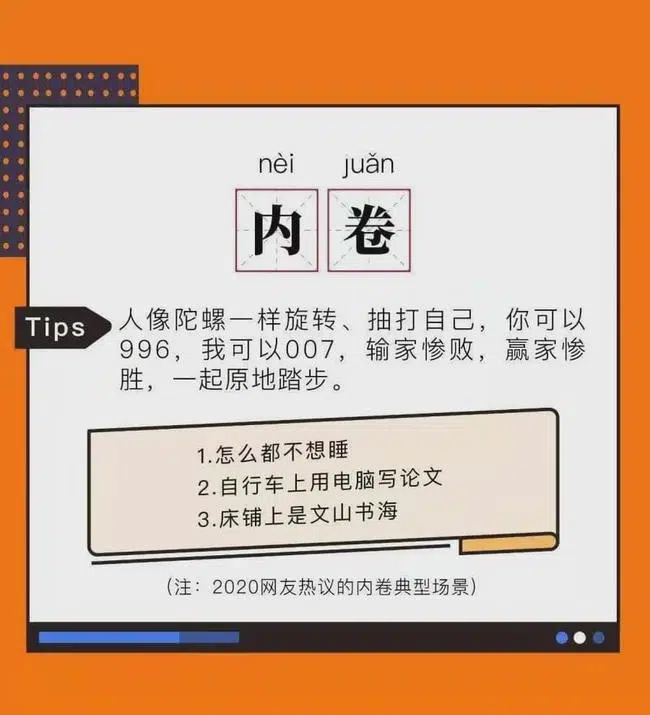 nèi juǎn
内卷
Tips
人像陀螺一样旋转、抽打自己，你可以
996，我可以007，输家惨败，赢家惨
胜，一起原地踏步。
1.怎么都不想睡
2.自行车上用电脑写论文
3.床铺上是文山书海
（注：2020网友热议的内卷典型场景）